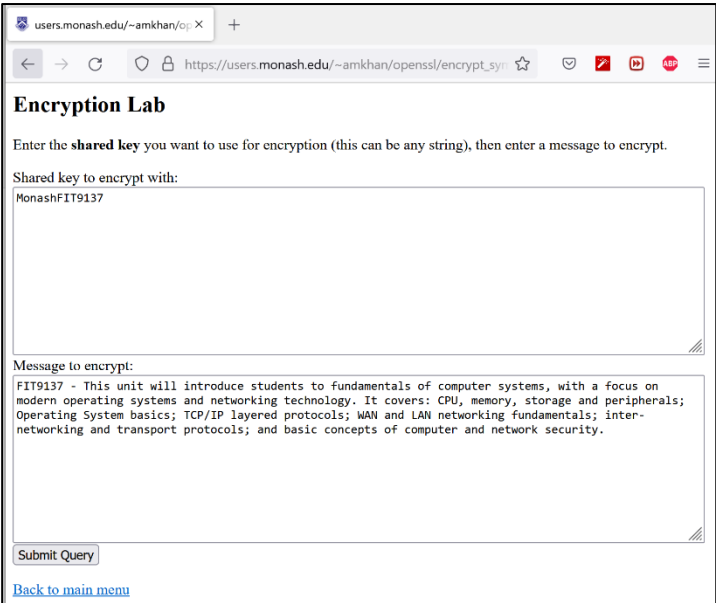 users.monash.edu/~amkhan/op
https://users.monash.edu/~amkhan/openssl/encrypt_syn
ABP
Encryption Lab
Enter the shared key you want to use for encryption (this can be any string), then enter a message to encrypt.
Shared key to encrypt with:
MonashFIT9137
Message to encrypt:
FIT9137 - This unit will introduce students to fundamentals of computer systems, with a focus on
modern operating systems and networking technology. It covers: CPU, memory, storage and peripherals;
Operating System basics; TCP/IP layered protocols; WAN and LAN networking fundamentals; inter-
networking and transport protocols; and basic concepts of computer and network security.
Submit Query
Back to main menu